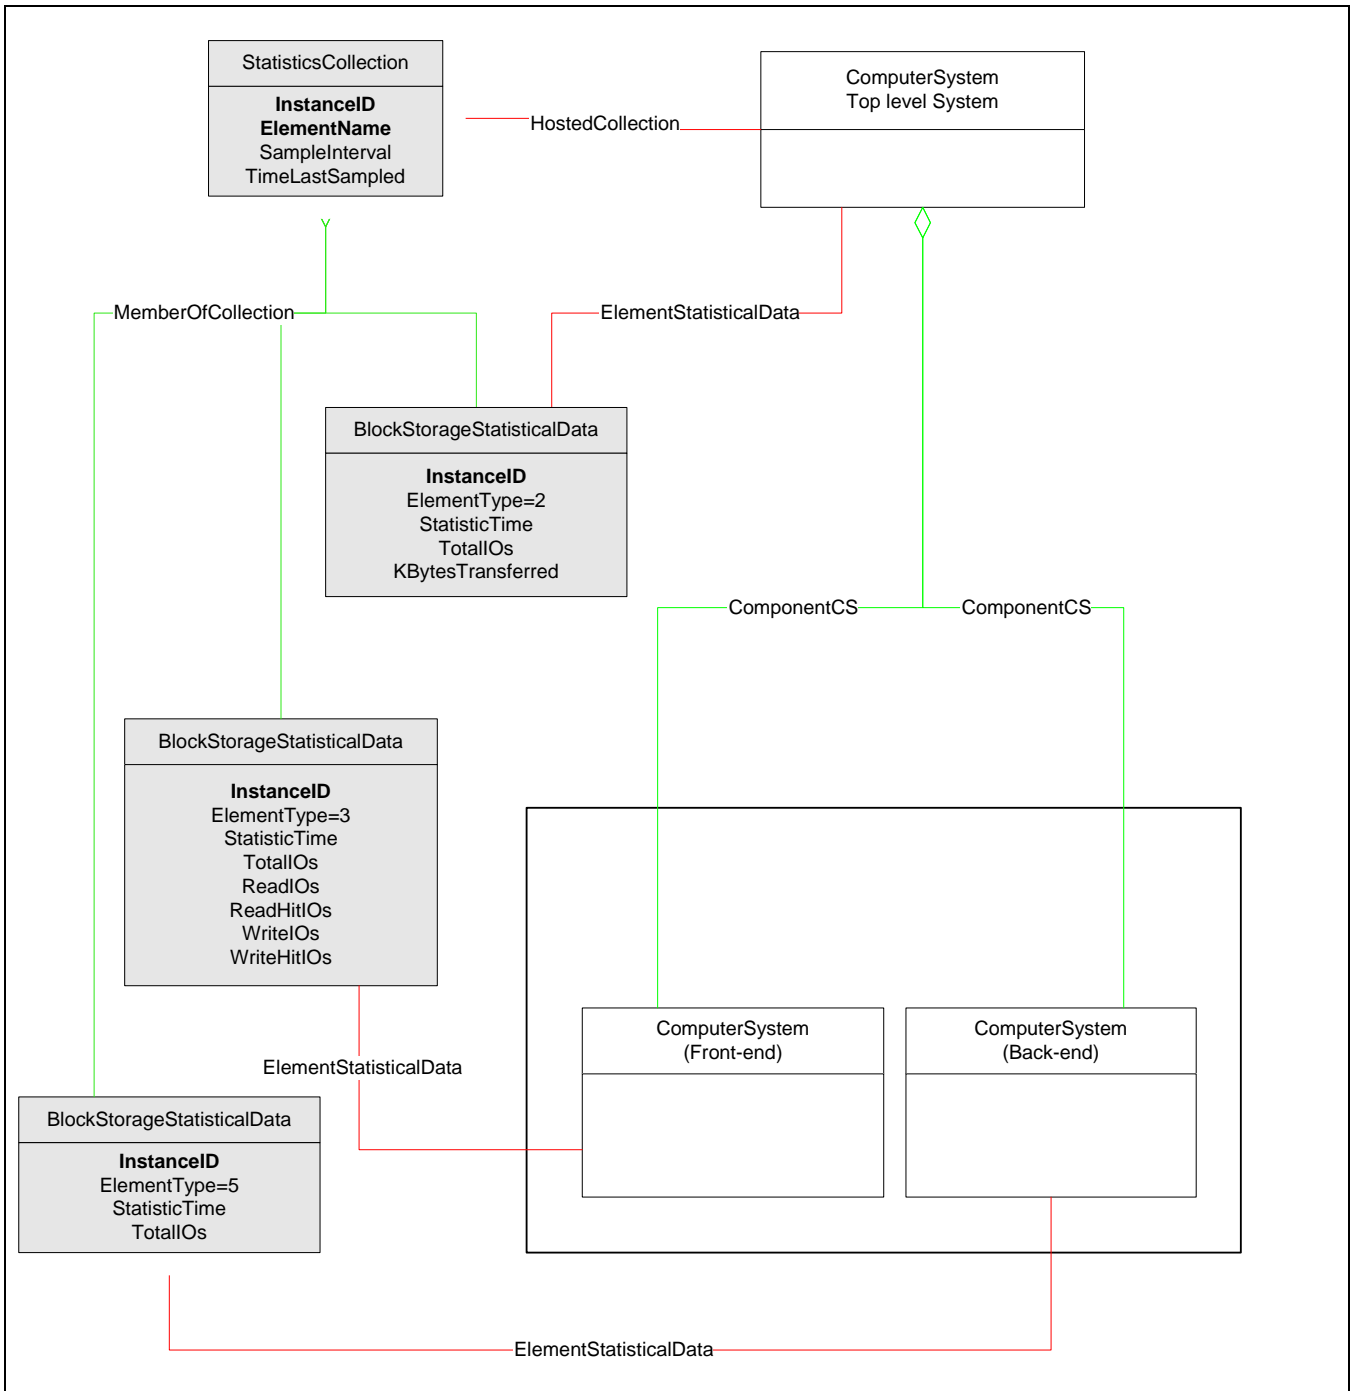 StatisticsCollection
InstanceID
ElementName
SampleInterval
TimeLastSampled
HostedCollection
ComputerSystem
Top level System
MemberOfCollection
ElementStatisticalData
BlockStorageStatisticalData
InstanceID
ElementType=2
StatisticTime
TotalIOs
KBytesTransferred
ComponentCS
ComponentCS
BlockStorageStatisticalData
InstanceID
ElementType=3
StatisticTime
TotalIOs
ReadIOs
ReadHitIOs
WriteIOs
WriteHitIOs
ComputerSystem
(Front-end)
ComputerSystem
(Back-end)
ElementStatisticalData
BlockStorageStatisticalData
InstanceID
ElementType=5
StatisticTime
TotalIOs
ElementStatisticalData